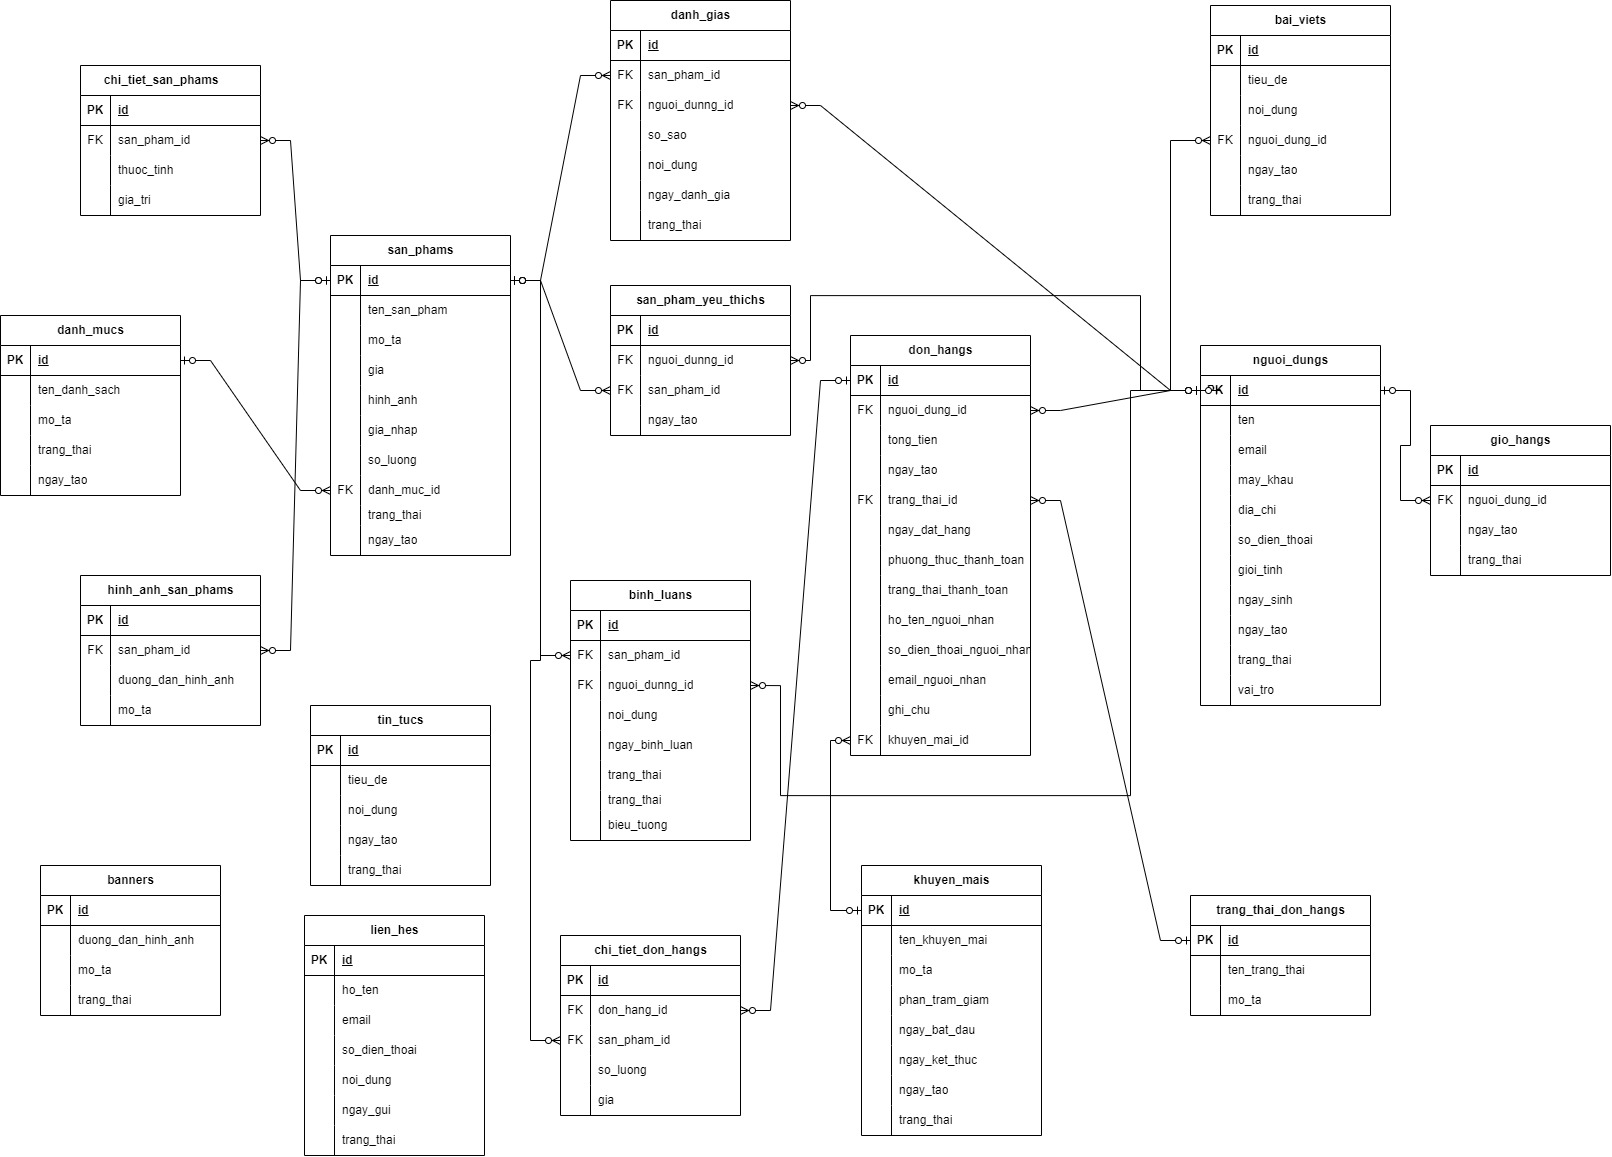 danh_gias
PK id
FK san_pham_id
FK nguoi_dunng_id
so_sao
noi_dung
ngay_danh_gia
trang_thai
bai_viets
PK id
tieu_de
noi_dung
FK nguoi_dung_id
ngay_tao
trang_thai
chi_tiet_san_phams
PK id
FK san_pham_id
thuoc_tinh
gia_tri
san_phams
PK id
ten_san_pham
mo_ta
gia
hinh_anh
gia_nhap
so_luong
FK danh_muc_id
trang_thai
ngay_tao
san_pham_yeu_thichs
PK id
FK nguoi_dunng_id
FK san_pham_id
ngay_tao
danh_mucs
PK id
ten_danh_sach
mo_ta
trang_thai
ngay_tao
don_hangs
PK id
FK nguoi_dung_id
tong_tien
ngay_tao
FK trang_thai_id
ngay_dat_hang
phuong_thuc_thanh_toan
trang_thai_thanh_toan
ho_ten_nguoi_nhan
so_dien_thoai_nguoi_nhan
email_nguoi_nhan
ghi_chu
FK khuyen_mai_id
nguoi_dungs
PK id
ten
email
may_khau
dia_chi
so_dien_thoai
gioi_tinh
ngay_sinh
ngay_tao
trang_thai
vai_tro
gio_hangs
PK id
FK nguoi_dung_id
ngay_tao
trang_thai
hinh_anh_san_phams
PK id
FK san_pham_id
duong_dan_hinh_anh
mo_ta
binh_luans
PK id
FK san_pham_id
FK nguoi_dunng_id
noi_dung
ngay_binh_luan
trang_thai
trang_thai
bieu_tuong
tin_tucs
PK id
tieu_de
noi_dung
ngay_tao
trang_thai
banners
PK id
duong_dan_hinh_anh
mo_ta
trang_thai
lien_hes
PK id
ho_ten
email
so_dien_thoai
noi_dung
ngay_gui
trang_thai
chi_tiet_don_hangs
PK id
FK don_hang_id
FK san_pham_id
so_luong
gia
khuyen_mais
PK id
ten_khuyen_mai
mo_ta
phan_tram_giam
ngay_bat_dau
ngay_ket_thuc
ngay_tao
trang_thai
trang_thai_don_hangs
PK id
ten_trang_thai
mo_ta